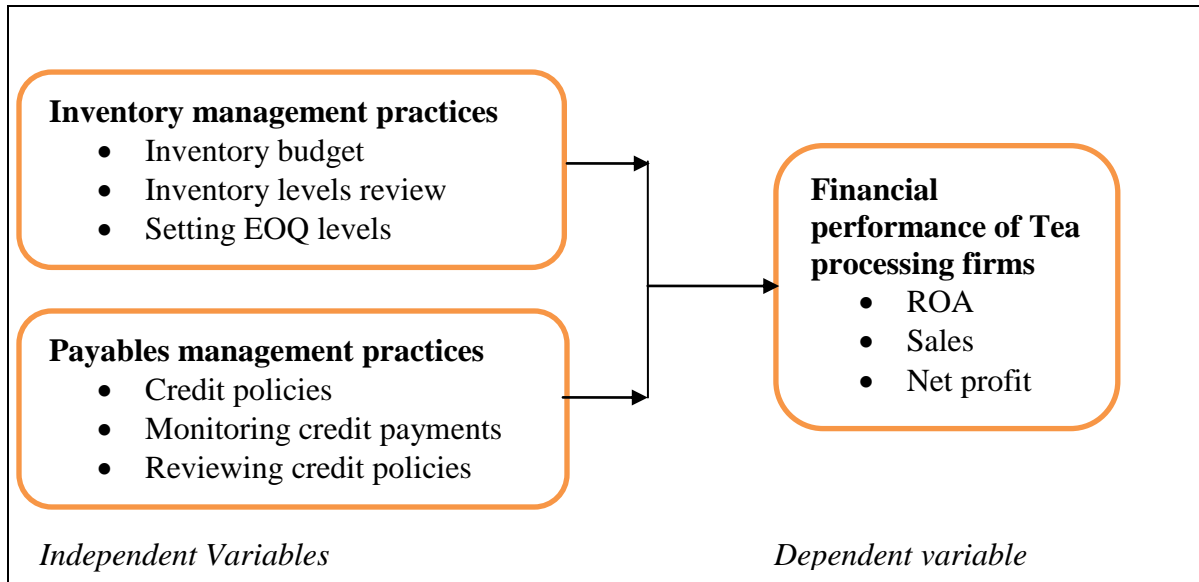 Inventory management practices
• Inventory budget
• Inventory levels review
• Setting EOQ levels
Payables management practices
• Credit policies
• Monitoring credit payments
• Reviewing credit policies
Financial
performance of Tea
processing firms
• ROA
• Sales
• Net profit
Independent Variables
Dependent variable